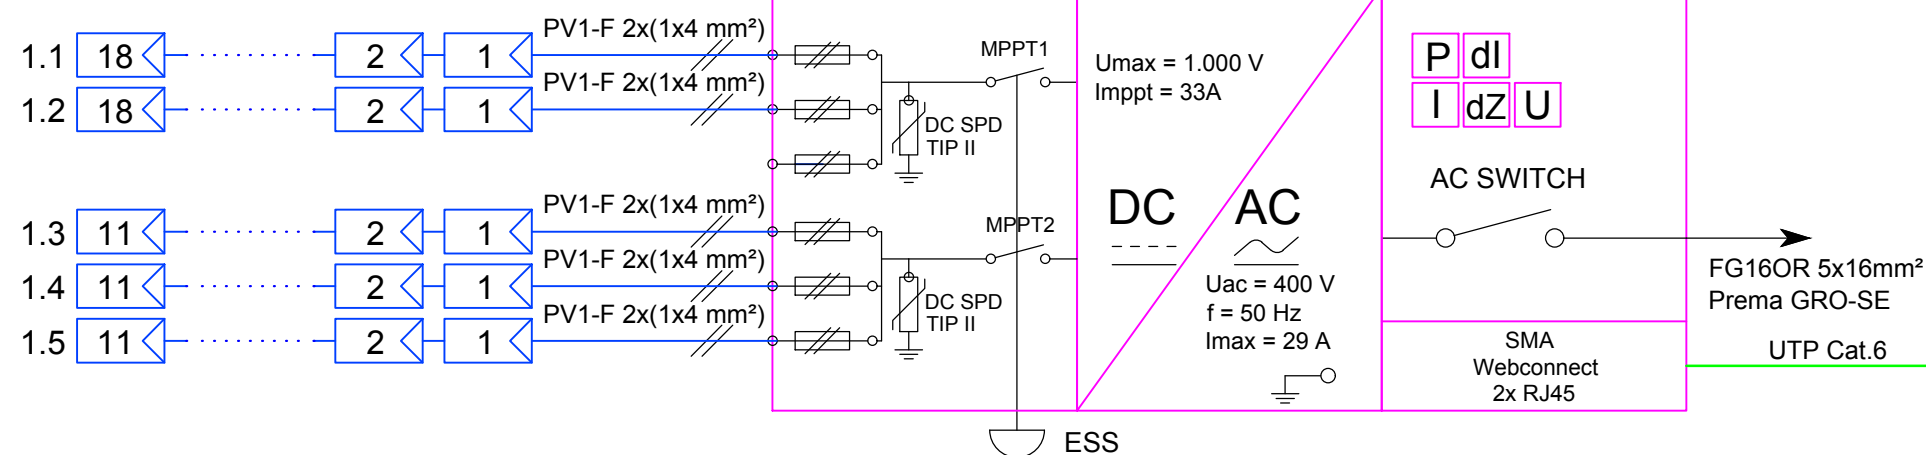 1.1 18 2 1 PV1-F 2x(1x4 mm²)
1.2 18 2 1 PV1-F 2x(1x4 mm²)
1.3 11 2 1 PV1-F 2x(1x4 mm²)
1.4 11 2 1 PV1-F 2x(1x4 mm²)
1.5 11 2 1 PV1-F 2x(1x4 mm²)
MPPT1
DC SPD
TIP II
MPPT2
DC SPD
TIP II
ESS
Umax = 1.000 V
Imppt = 33A
DC
AC
Uac = 400 V
f = 50 Hz
Imax = 29 A
P dI
I dZ U
AC SWITCH
SMA
Webconnect
2x RJ45
FG16OR 5x16mm²
Prema GRO-SE
UTP Cat.6